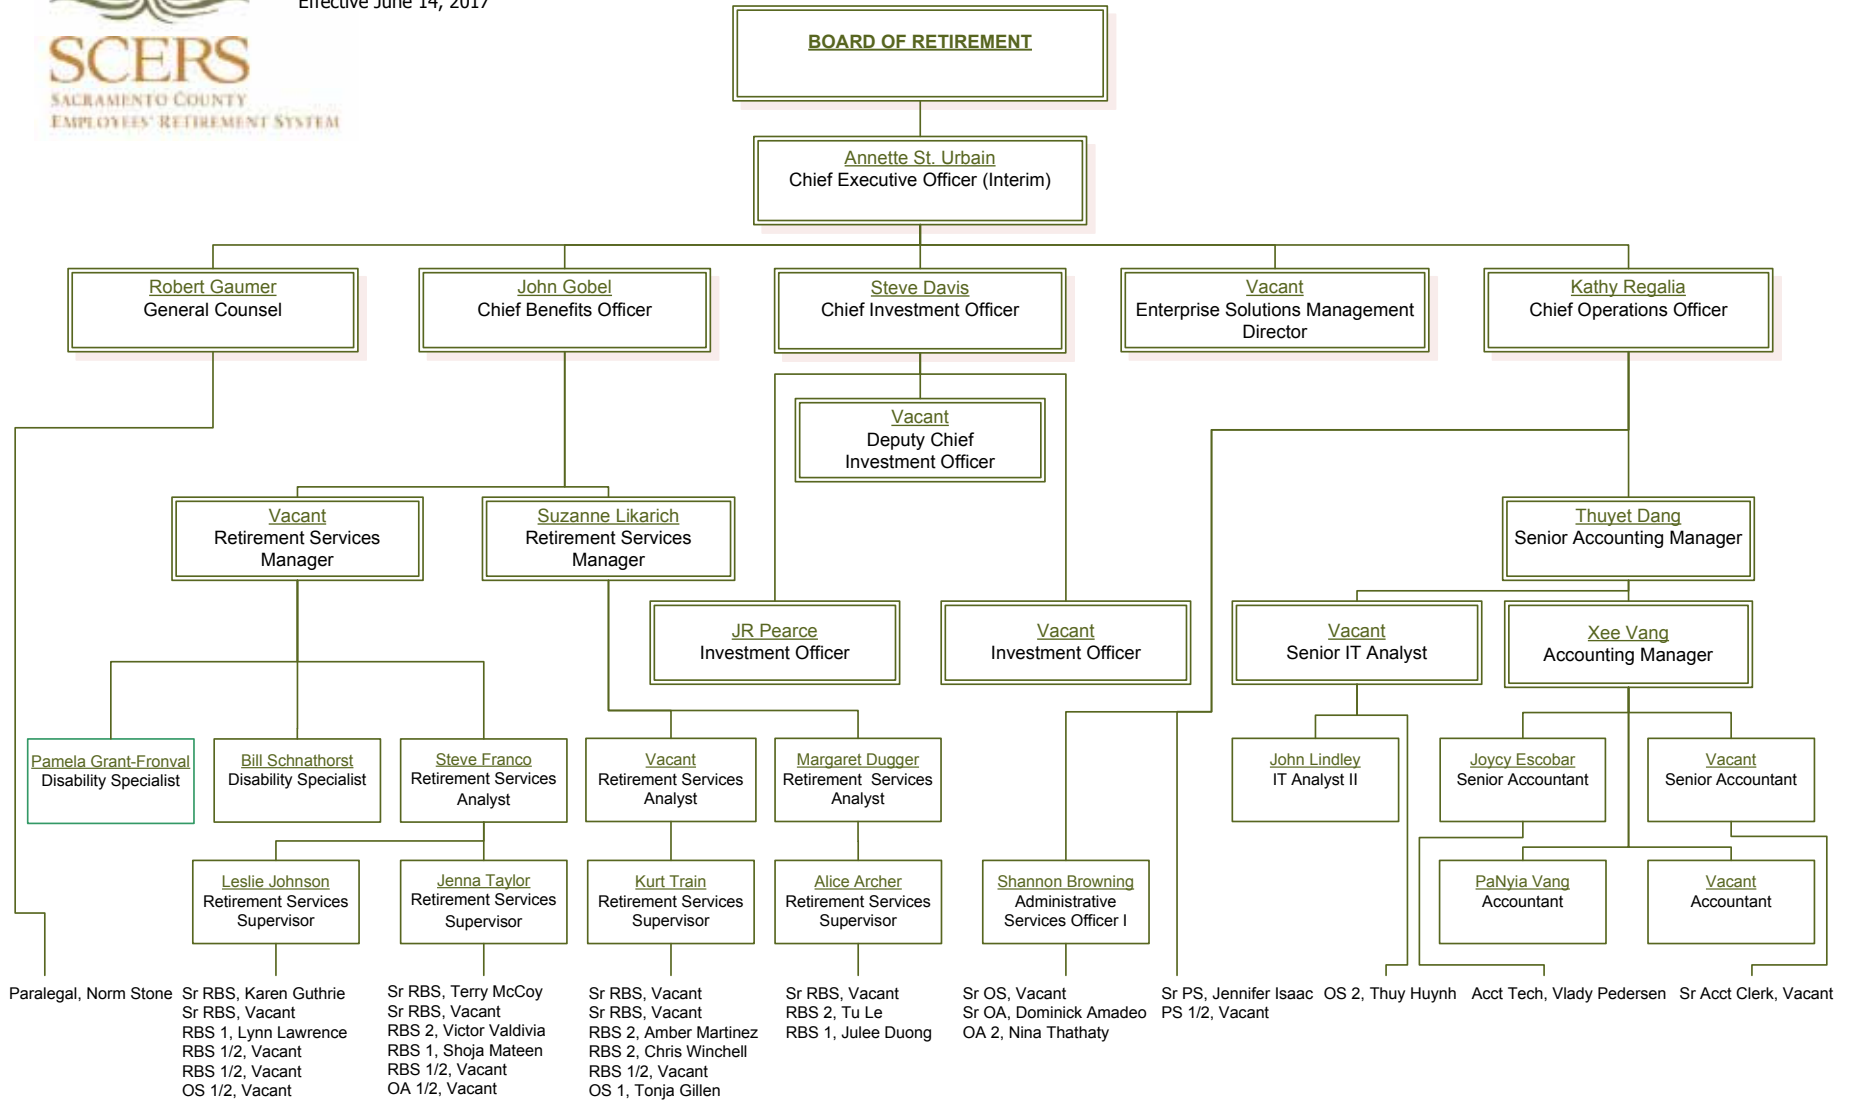 Effective June 14, 2017
SCERS
SACRAMENTO COUNTY
EMPLOYEES' RETIREMENT SYSTEM
BOARD OF RETIREMENT
Annette St. Urbain
Chief Executive Officer (Interim)
Robert Gaumer
General Counsel
John Gobel
Chief Benefits Officer
Steve Davis
Chief Investment Officer
Vacant
Enterprise Solutions Management
Director
Kathy Regalia
Chief Operations Officer
Vacant
Deputy Chief
Investment Officer
Vacant
Retirement Services
Manager
Suzanne Likarich
Retirement Services
Manager
Thuyet Dang
Senior Accounting Manager
JR Pearce
Investment Officer
Vacant
Investment Officer
Vacant
Senior IT Analyst
Xee Vang
Accounting Manager
Pamela Grant-Fronval
Disability Specialist
Bill Schnathorst
Disability Specialist
Steve Franco
Retirement Services
Analyst
Vacant
Retirement Services
Analyst
Margaret Dugger
Retirement Services
Analyst
John Lindley
IT Analyst II
Joycy Escobar
Senior Accountant
Vacant
Senior Accountant
Leslie Johnson
Retirement Services
Supervisor
Jenna Taylor
Retirement Services
Supervisor
Kurt Train
Retirement Services
Supervisor
Alice Archer
Retirement Services
Supervisor
Shannon Browning
Administrative
Services Officer I
PaNyia Vang
Accountant
Vacant
Accountant
Paralegal, Norm Stone
Sr RBS, Karen Guthrie
Sr RBS, Vacant
RBS 1, Lynn Lawrence
RBS 1/2, Vacant
RBS 1/2, Vacant
OS 1/2, Vacant
Sr RBS, Terry McCoy
Sr RBS, Vacant
RBS 2, Victor Valdivia
RBS 1, Shoja Mateen
RBS 1/2, Vacant
OA 1/2, Vacant
Sr RBS, Vacant
Sr RBS, Vacant
RBS 2, Amber Martinez
RBS 2, Chris Winchell
RBS 1/2, Vacant
OS 1, Tonja Gillen
Sr RBS, Vacant
RBS 2, Tu Le
RBS 1, Julee Duong
Sr OS, Vacant
Sr OA, Dominick Amadeo
OA 2, Nina Thathaty
Sr PS, Jennifer Isaac
PS 1/2, Vacant
OS 2, Thuy Huynh
Acct Tech, Vlady Pedersen
Sr Acct Clerk, Vacant